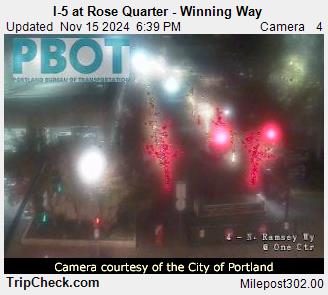 I-5 at Rose Quarter - Winning Way
Updated Nov 15 2024 6:39 PM Camera 4
PBOT
PORTLAND BUREAU OF TRANSPORTATION
4 - N. Ramsey Wy
@ One Ctr
Camera courtesy of the City of Portland
TripCheck.com Milepost302.00